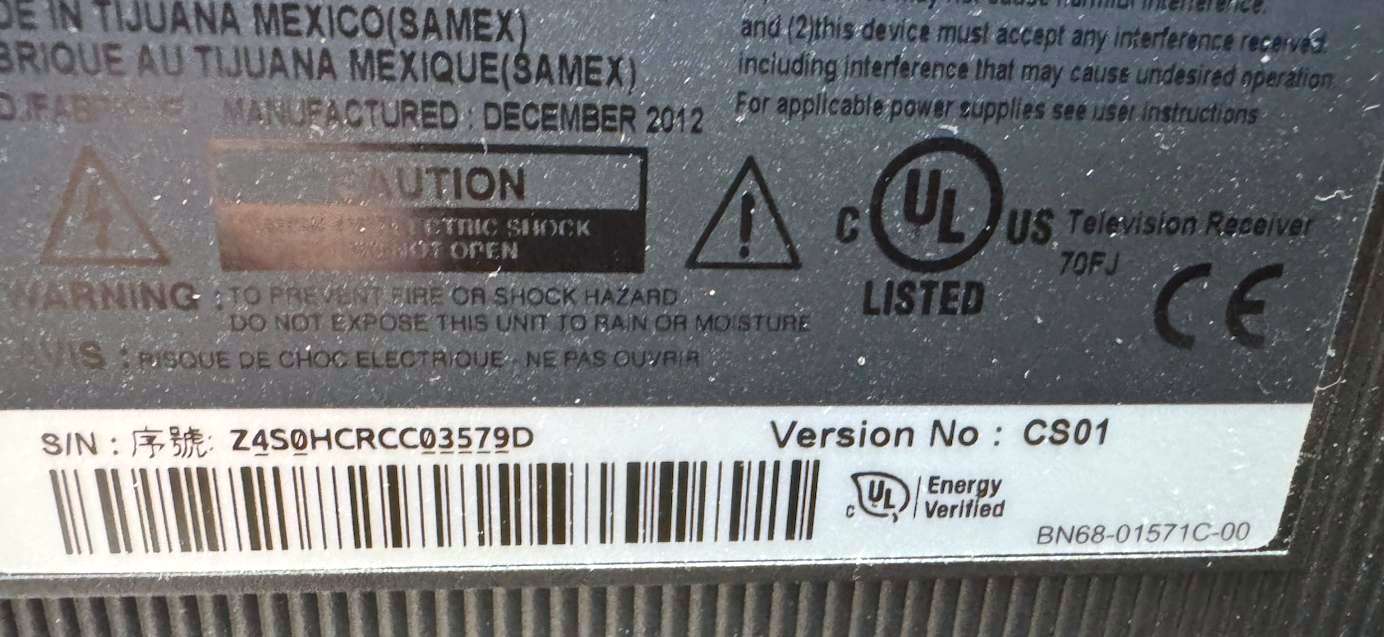 DE IN TIJUANA MEXICO(SAMEX)
BRIQUE AU TIJUANA MEXIQUE(SAMEX)
MANUFACTURED : DECEMBER 2012
and (2)this device must accept any interference received.
including interference that may cause undesired operation.
For applicable power supplies see user instructions
CAUTION
ELECTRIC SHOCK
NOT OPEN
C UL US
LISTED
Television Receiver
70FJ
CE
WARNING : TO PREVENT FIRE OR SHOCK HAZARD
DO NOT EXPOSE THIS UNIT TO RAIN OR MOISTURE
AVIS : RISQUE DE CHOC ELECTRIQUE - NE PAS OUVRIR
S/N : 序號: Z4S0HCRCC03579D
Version No : CS01
c UL Energy
Verified
BN68-01571C-00